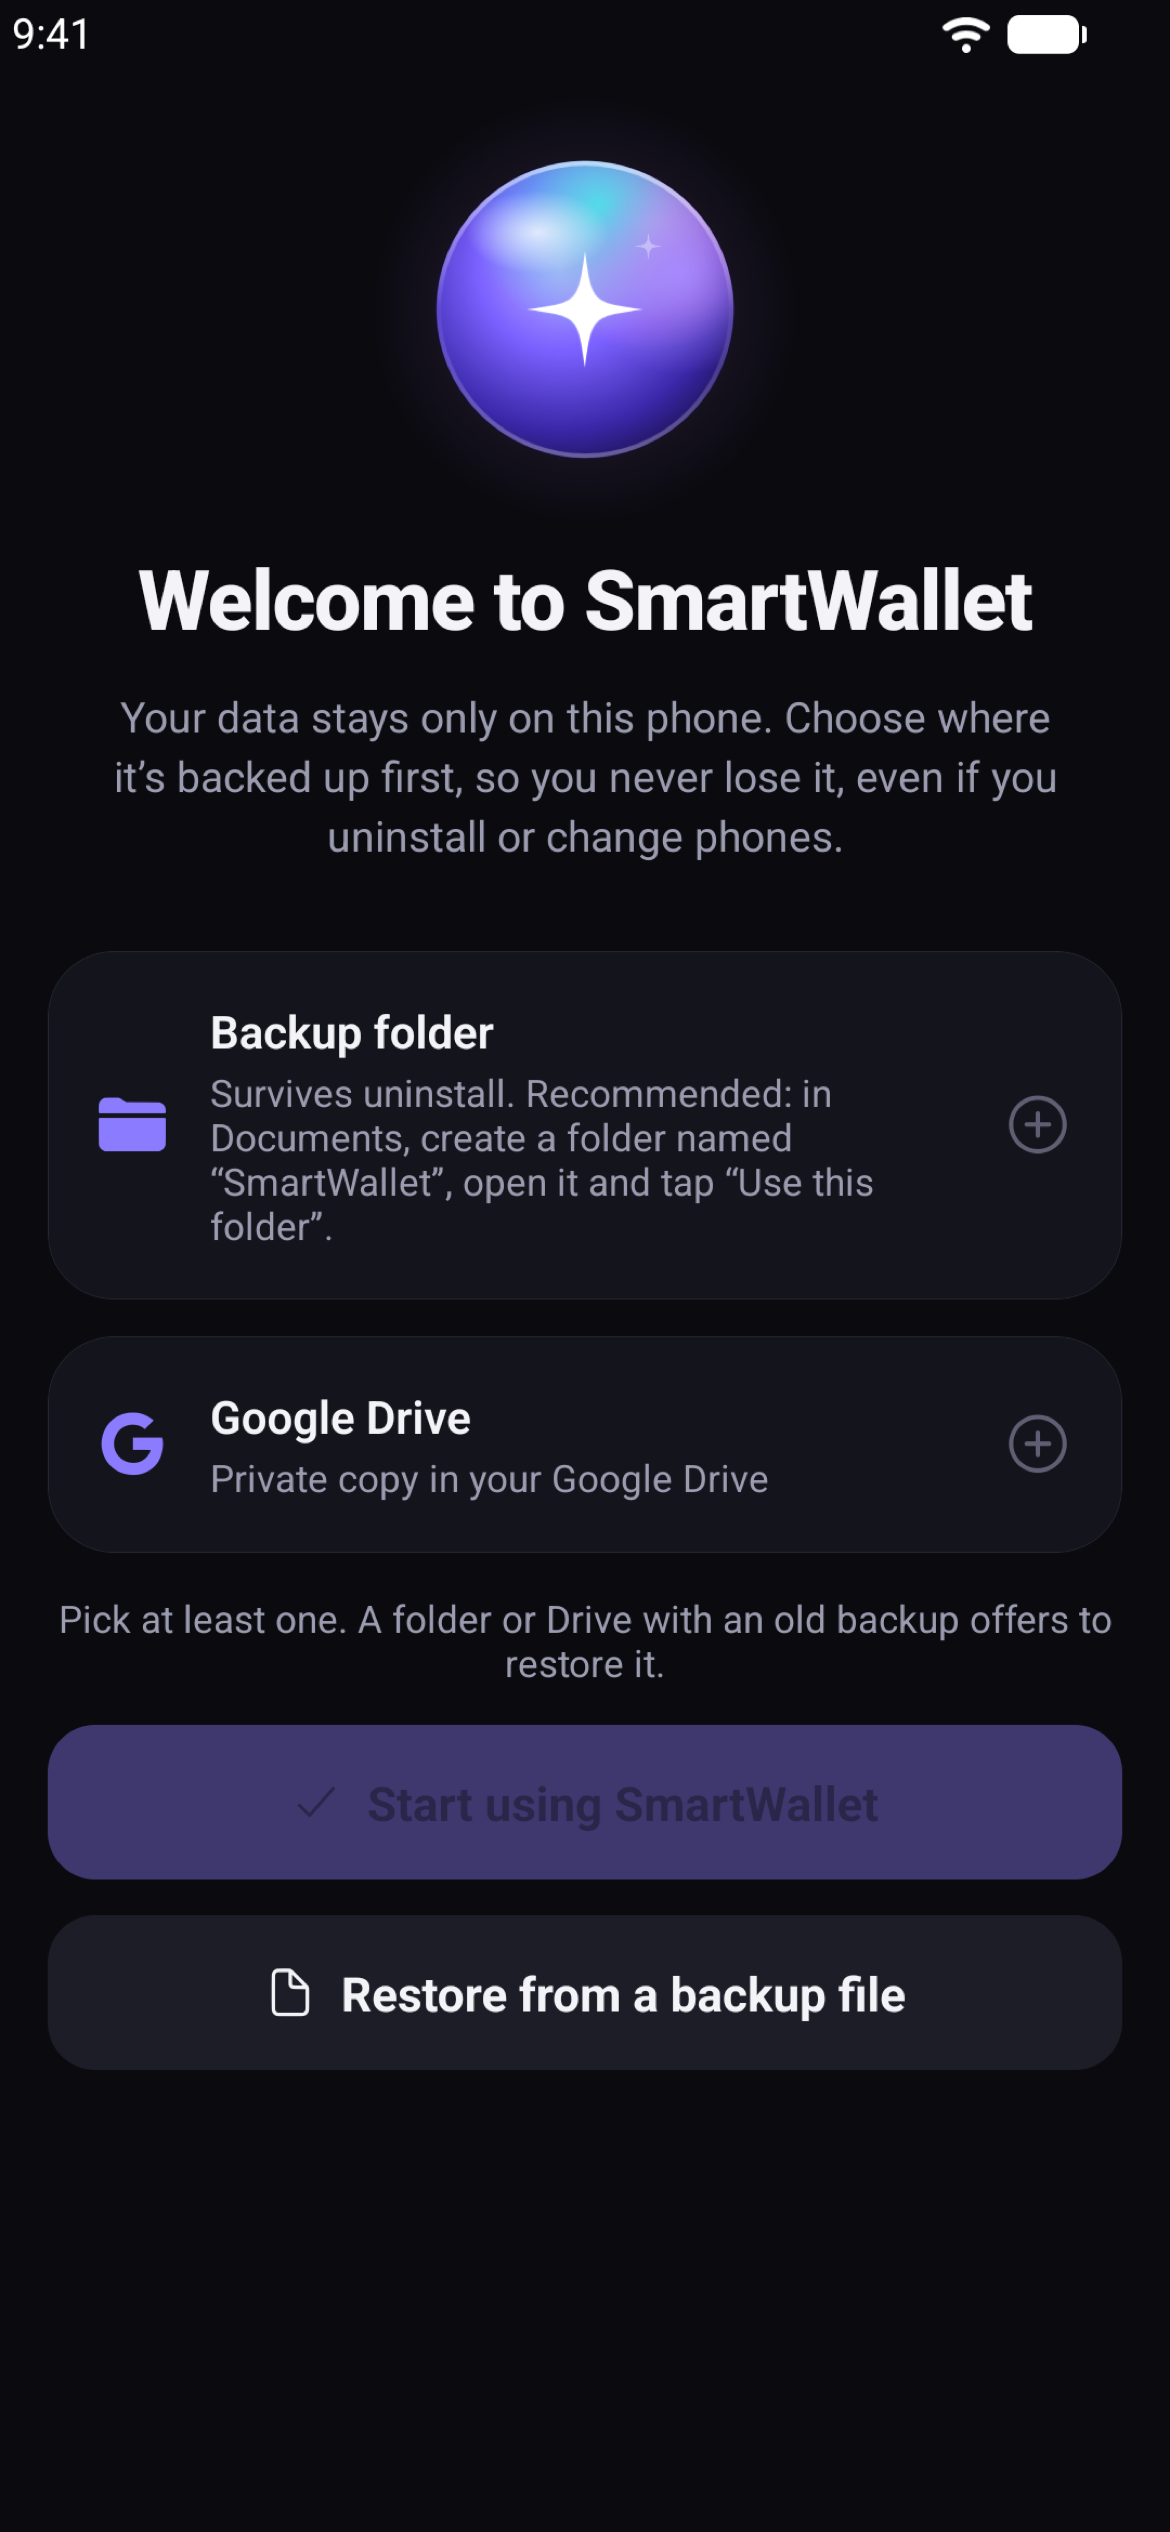 9:41
Welcome to SmartWallet
Your data stays only on this phone. Choose where
it’s backed up first, so you never lose it, even if you
uninstall or change phones.
Backup folder
Survives uninstall. Recommended: in
Documents, create a folder named
“SmartWallet”, open it and tap “Use this
folder”.
Google Drive
Private copy in your Google Drive
Pick at least one. A folder or Drive with an old backup offers to
restore it.
Start using SmartWallet
Restore from a backup file